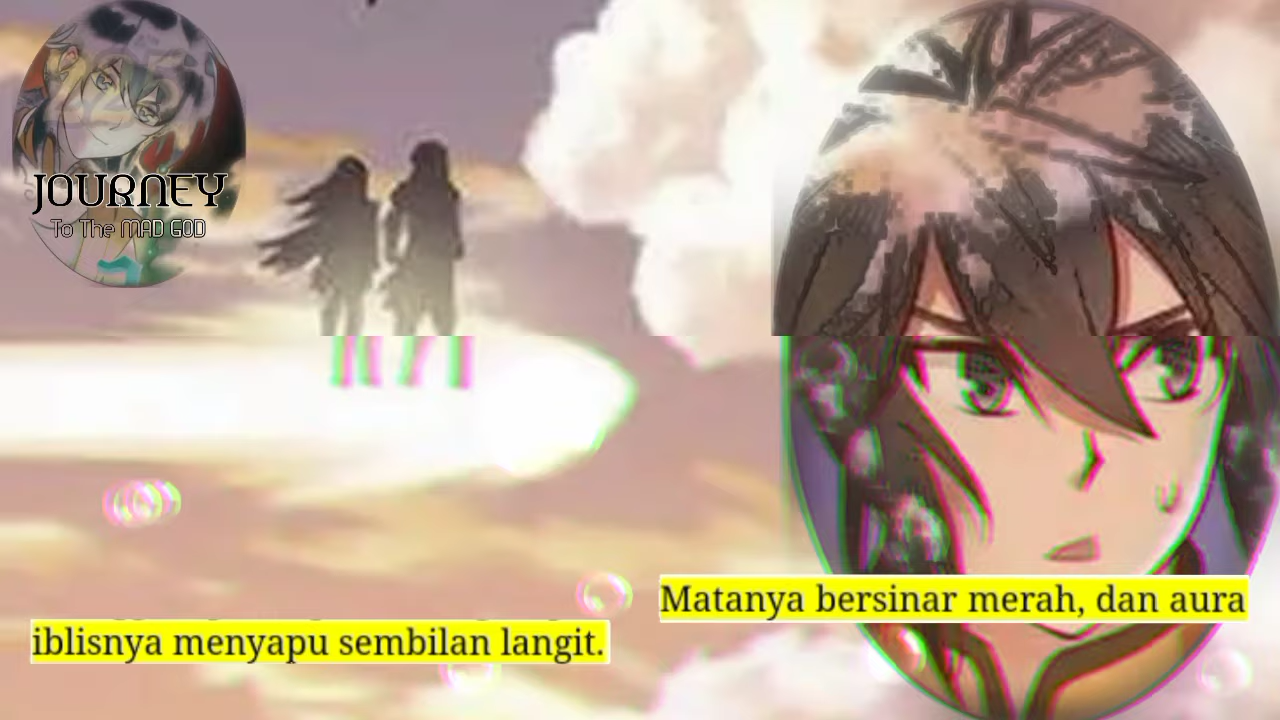 JOURNEY
To The MAD GOD
Matanya bersinar merah, dan aura
iblisnya menyapu sembilan langit.